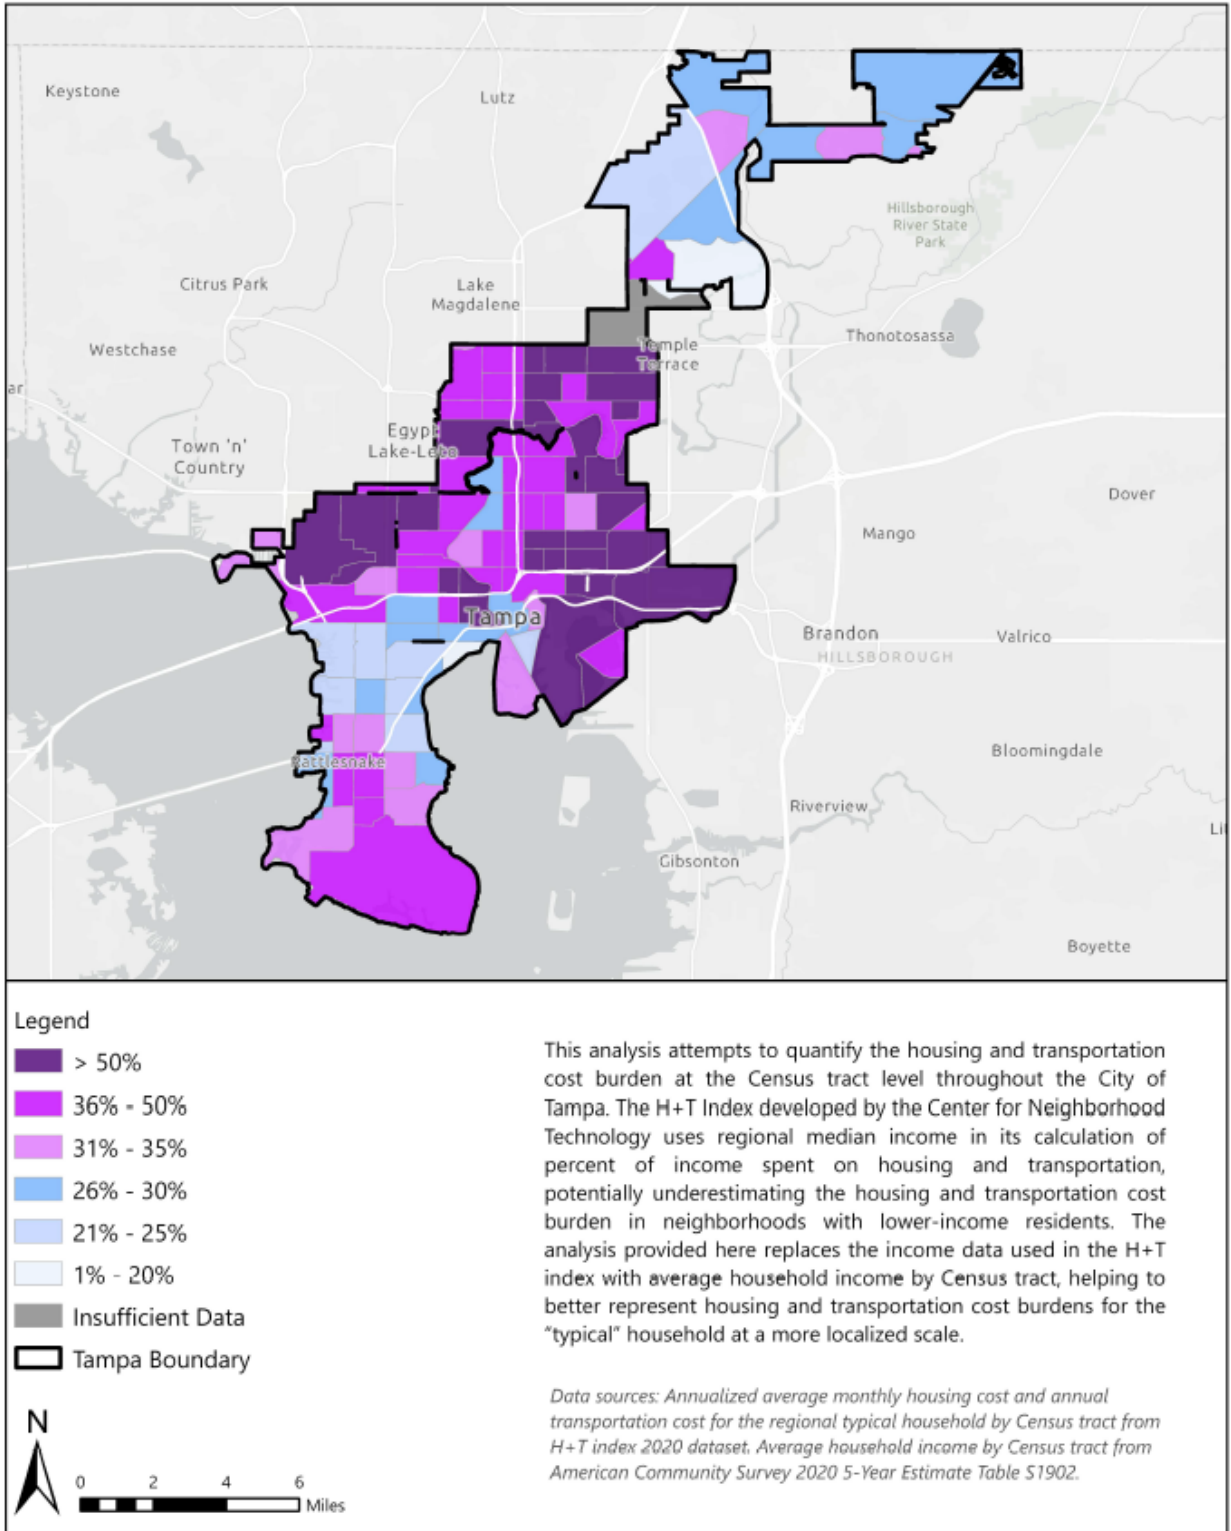 Keystone
Lutz
Hillsborough
River State
Park
Citrus Park
Lake
Magdalene
Westchase
Thonotosassa
Temple
Terrace
ar
Egypt
Lake-Leto
Town 'n'
Country
Dover
Mango
Tampa
Brandon
Valrico
HILLSBOROUGH
Rattlesnake
Bloomingdale
Riverview
Gibsonton
Boyette
Legend
> 50%
36% - 50%
31% - 35%
26% - 30%
21% - 25%
1% - 20%
Insufficient Data
Tampa Boundary
N
0 2 4 6
Miles
This analysis attempts to quantify the housing and transportation
cost burden at the Census tract level throughout the City of
Tampa. The H+T Index developed by the Center for Neighborhood
Technology uses regional median income in its calculation of
percent of income spent on housing and transportation,
potentially underestimating the housing and transportation cost
burden in neighborhoods with lower-income residents. The
analysis provided here replaces the income data used in the H+T
index with average household income by Census tract, helping to
better represent housing and transportation cost burdens for the
“typical” household at a more localized scale.
Data sources: Annualized average monthly housing cost and annual
transportation cost for the regional typical household by Census tract from
H+T index 2020 dataset. Average household income by Census tract from
American Community Survey 2020 5-Year Estimate Table S1902.